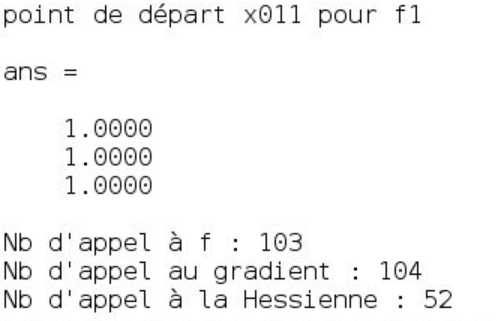 point de départ x011 pour f1
ans =
1.0000
1.0000
1.0000
Nb d'appel à f : 103
Nb d'appel au gradient : 104
Nb d'appel à la Hessienne : 52